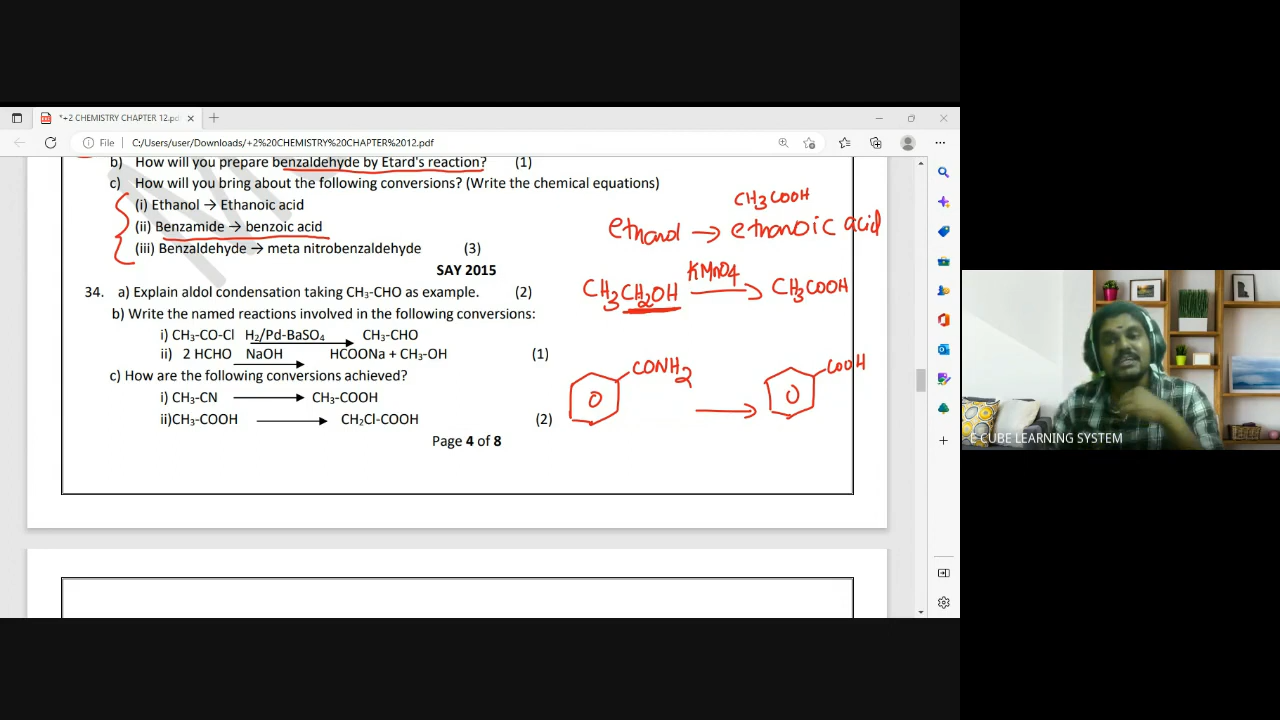 *+2 CHEMISTRY CHAPTER 12.pd
File C:/Users/user/Downloads/+2%20CHEMISTRY%20CHAPTER%2012.pdf
b) How will you prepare benzaldehyde by Etard's reaction? (1)
c) How will you bring about the following conversions? (Write the chemical equations)
(i) Ethanol → Ethanoic acid
(ii) Benzamide → benzoic acid
(iii) Benzaldehyde → meta nitrobenzaldehyde (3)
SAY 2015
34. a) Explain aldol condensation taking CH₃-CHO as example. (2)
b) Write the named reactions involved in the following conversions:
i) CH₃-CO-Cl H₂/Pd-BaSO₄ CH₃-CHO
ii) 2 HCHO NaOH HCOONa + CH₃-OH (1)
c) How are the following conversions achieved?
i) CH₃-CN → CH₃-COOH
ii)CH₃-COOH → CH₂Cl-COOH (2)
Page 4 of 8
CH₃COOH
ethanol → ethanoic acid
KMnO₄
CH₃CH₂OH → CH₃COOH
CONH₂ → COOH
E CUBE LEARNING SYSTEM